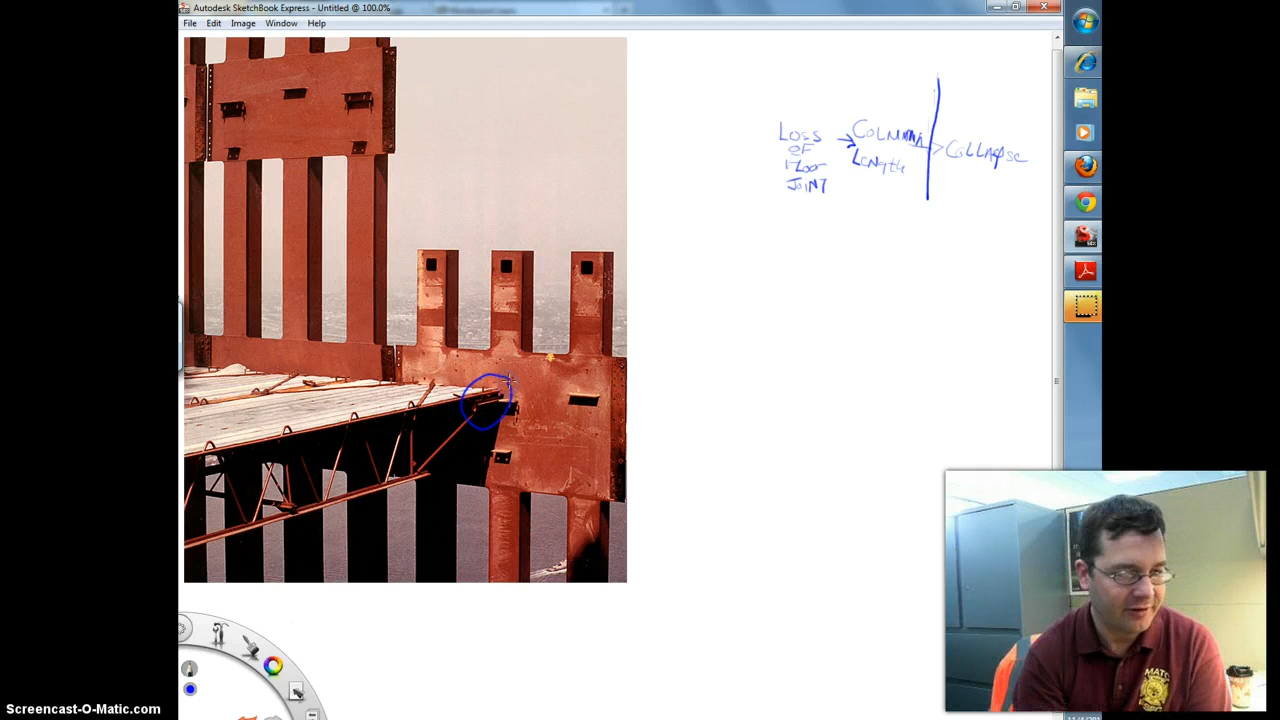 Autodesk SketchBook Express - Untitled @ 100.0%
File Edit Image Window Help
Loss
OF
Floor
JOINT
Column
Length
Collapse
MATC
Screencast-O-Matic.com